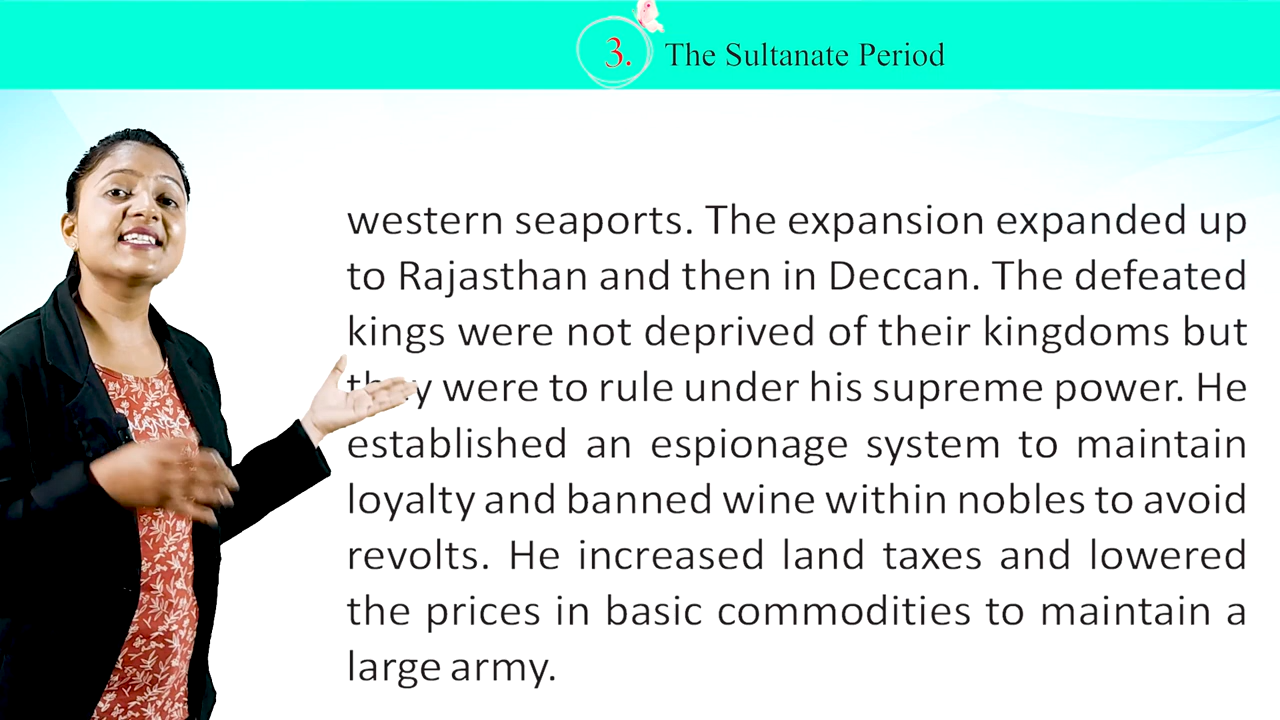 3. The Sultanate Period
western seaports. The expansion expanded up
to Rajasthan and then in Deccan. The defeated
kings were not deprived of their kingdoms but
they were to rule under his supreme power. He
established an espionage system to maintain
loyalty and banned wine within nobles to avoid
revolts. He increased land taxes and lowered
the prices in basic commodities to maintain a
large army.